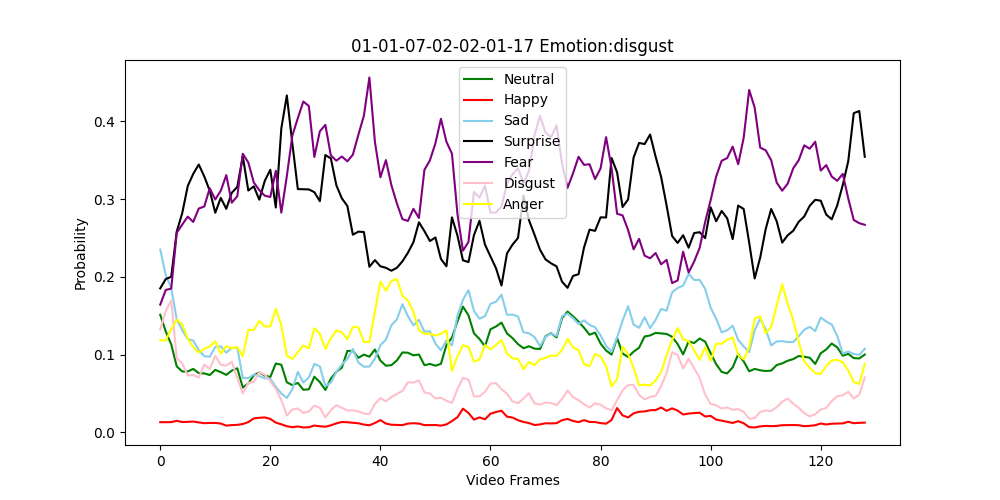 01-01-07-02-02-01-17 Emotion:disgust
Neutral
Happy
Sad
Surprise
Fear
Disgust
Anger
Probability
0.4
0.3
0.2
0.1
0.0
0 20 40 60 80 100 120
Video Frames